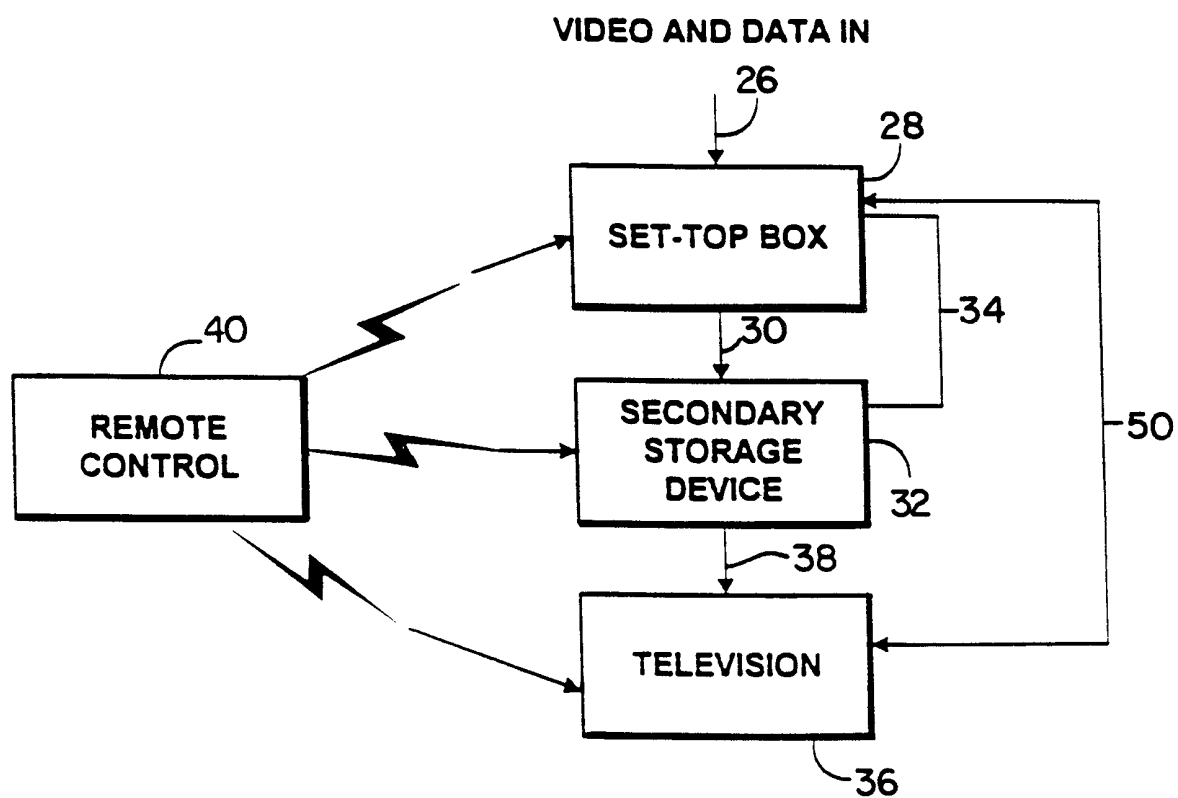 VIDEO AND DATA IN
26
28
SET-TOP BOX
34
30
40
REMOTE
CONTROL
SECONDARY
STORAGE
DEVICE
50
32
38
TELEVISION
36